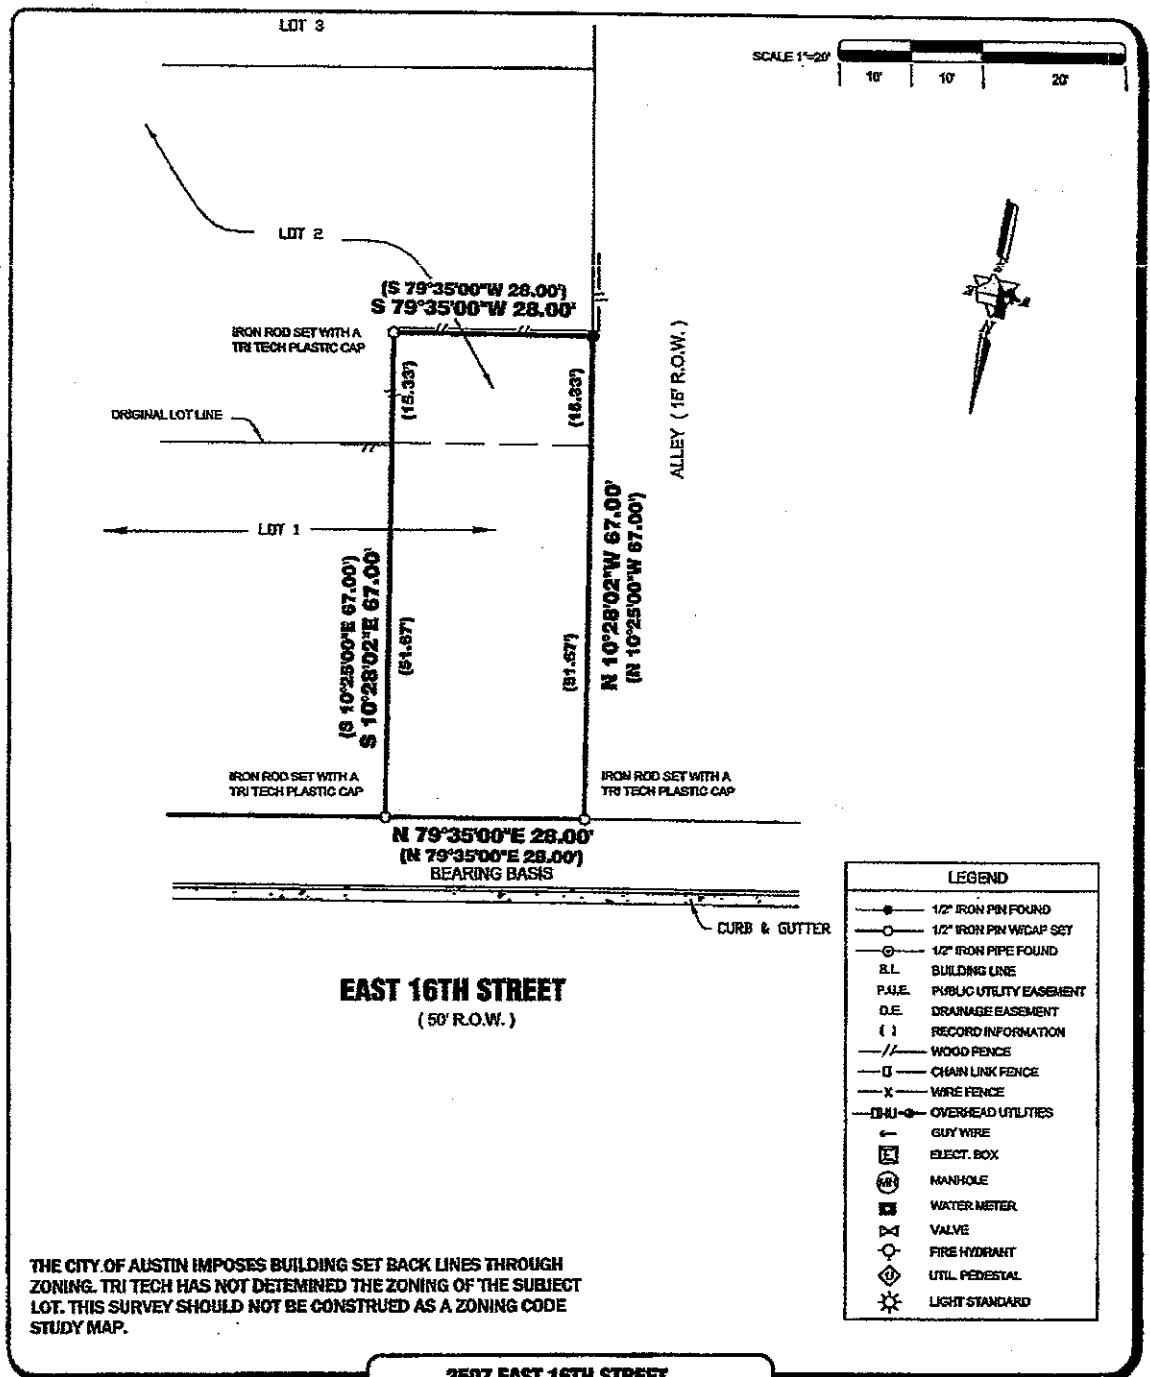 LOT 3
SCALE 1"=20'
10' 10' 20'
LOT 2
(S 79°35'00"W 28.00')
S 79°35'00"W 28.00'
IRON ROD SET WITH A
TRI TECH PLASTIC CAP
(15.33')
(15.33')
ALLEY ( 15' R.O.W. )
ORIGINAL LOT LINE
LOT 1
(S 10°25'00"E 67.00')
S 10°28'02"E 67.00'
(51.67')
(51.67')
N 10°28'02"W 67.00'
(N 10°25'00"W 67.00')
IRON ROD SET WITH A
TRI TECH PLASTIC CAP
IRON ROD SET WITH A
TRI TECH PLASTIC CAP
N 79°35'00"E 28.00'
(N 79°35'00"E 28.00')
BEARING BASIS
CURB & GUTTER
EAST 16TH STREET
( 50' R.O.W. )
LEGEND
1/2" IRON PIN FOUND
1/2" IRON PIN W/CAP SET
1/2" IRON PIPE FOUND
B.L. BUILDING LINE
P.U.E. PUBLIC UTILITY EASEMENT
D.E. DRAINAGE EASEMENT
( ) RECORD INFORMATION
WOOD FENCE
CHAIN LINK FENCE
X WIRE FENCE
OHU OVERHEAD UTILITIES
GUY WIRE
E ELECT. BOX
MH MANHOLE
WATER METER
VALVE
FIRE HYDRANT
UTIL. PEDESTAL
LIGHT STANDARD
THE CITY OF AUSTIN IMPOSES BUILDING SET BACK LINES THROUGH
ZONING. TRI TECH HAS NOT DETEMINED THE ZONING OF THE SUBJECT
LOT. THIS SURVEY SHOULD NOT BE CONSTRUED AS A ZONING CODE
STUDY MAP.
EAST 16TH STREET